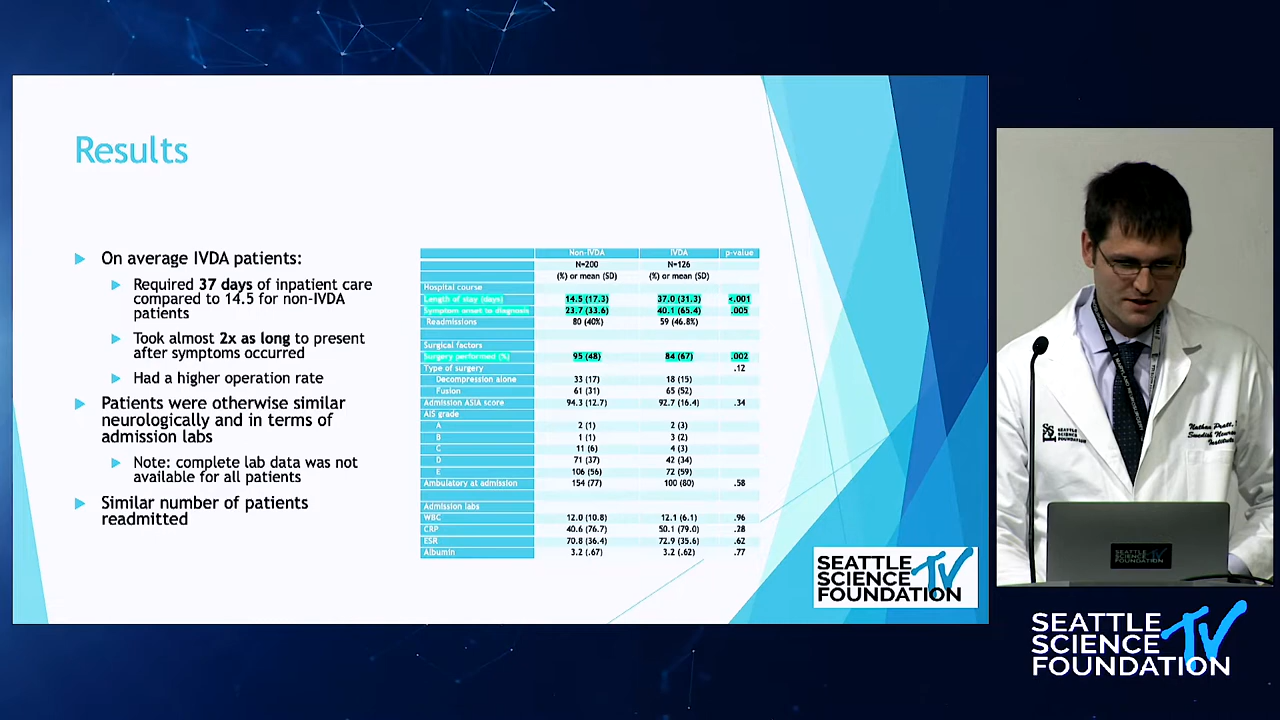 Results
On average IVDA patients:
Required 37 days of inpatient care
compared to 14.5 for non-IVDA
patients
Took almost 2x as long to present
after symptoms occurred
Had a higher operation rate
Patients were otherwise similar
neurologically and in terms of
admission labs
Note: complete lab data was not
available for all patients
Similar number of patients
readmitted
Non-IVDA IVDA p-value
N=200 N=126
(%) or mean (SD) (%) or mean (SD)
Hospital course
Length of stay (days) 14.5 (17.3) 37.0 (31.3) <.001
Symptom onset to diagnosis 23.7 (33.6) 40.1 (65.4) .005
Readmissions 80 (40%) 59 (46.8%)
Surgical factors
Surgery performed (%) 95 (48) 84 (67) .002
Type of surgery .12
Decompression alone 33 (17) 18 (15)
Fusion 61 (31) 65 (52)
Admission ASIA score 94.3 (12.7) 92.7 (16.4) .34
AIS grade
A 2 (1) 2 (3)
B 1 (1) 3 (2)
C 11 (6) 4 (3)
D 71 (37) 42 (34)
E 106 (56) 72 (59)
Ambulatory at admission 154 (77) 100 (80) .58
Admission labs
WBC 12.0 (10.8) 12.1 (6.1) .96
CRP 40.6 (76.7) 50.1 (79.0) .28
ESR 70.8 (36.4) 72.9 (35.6) .62
Albumin 3.2 (.67) 3.2 (.62) .77
SEATTLE
SCIENCE TV
FOUNDATION
SEATTLE
SCIENCE
FOUNDATION
Nathan Pratt,
Swedish
Institute
SEATTLE
SCIENCE TV
FOUNDATION
SEATTLE
SCIENCE TV
FOUNDATION